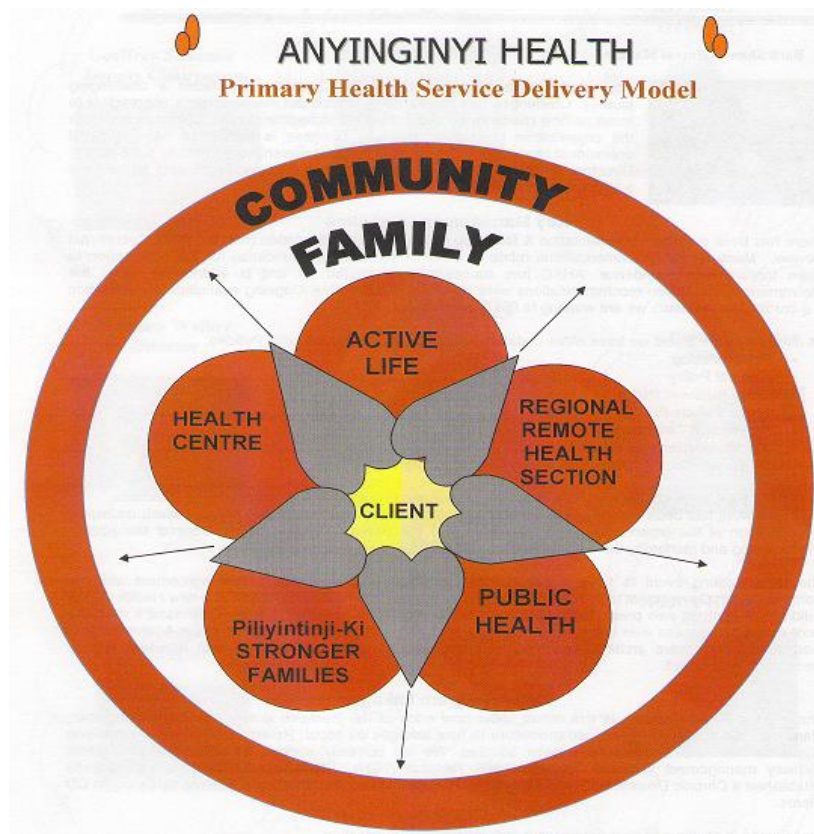 ANYINGINYI HEALTH
Primary Health Service Delivery Model
COMMUNITY
FAMILY
ACTIVE
LIFE
HEALTH
CENTRE
REGIONAL
REMOTE
HEALTH
SECTION
CLIENT
Piliyintinji-Ki
STRONGER
FAMILIES
PUBLIC
HEALTH